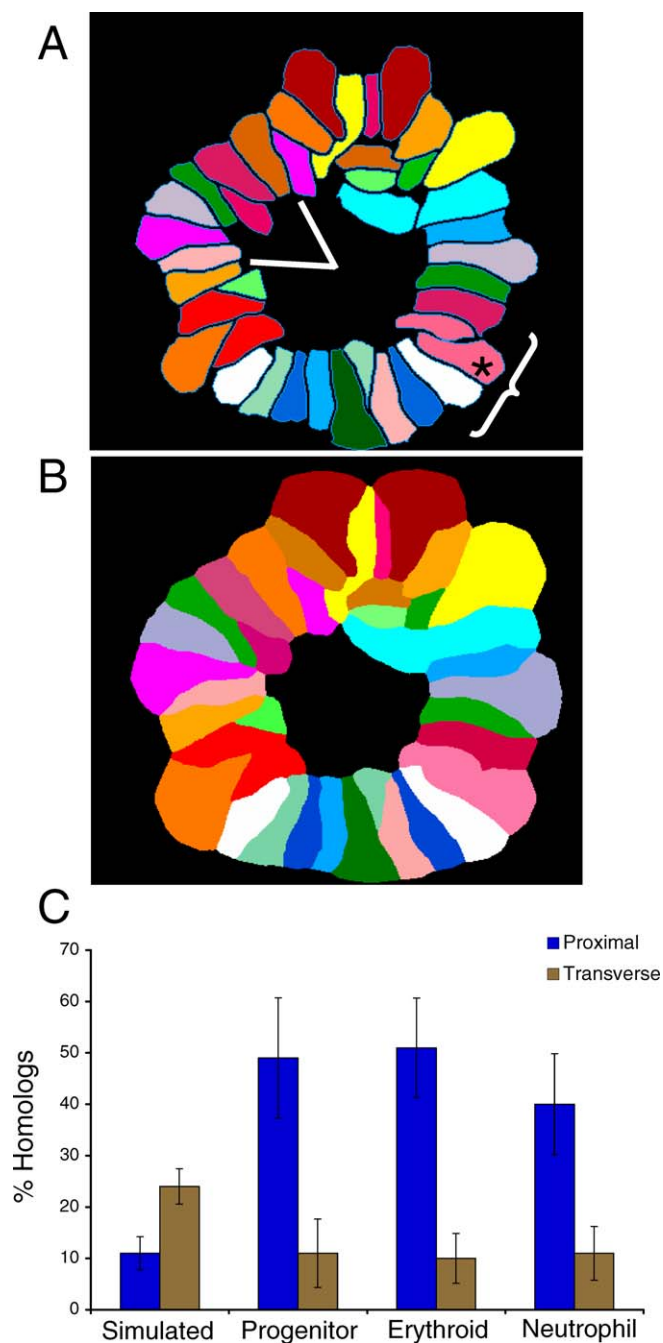 A
*
B
C
70
60
50
40
30
20
10
0
% Homologs
Proximal
Transverse
Simulated Progenitor Erythroid Neutrophil